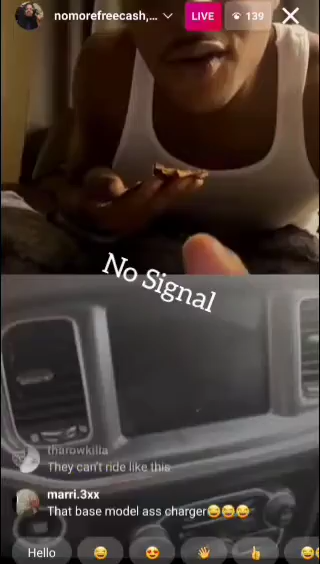 nomorefreecash,...
LIVE
139
No Signal
tharowkilla
They can't ride like this
marri.3xx
That base model ass charger😂😂😂
Hello